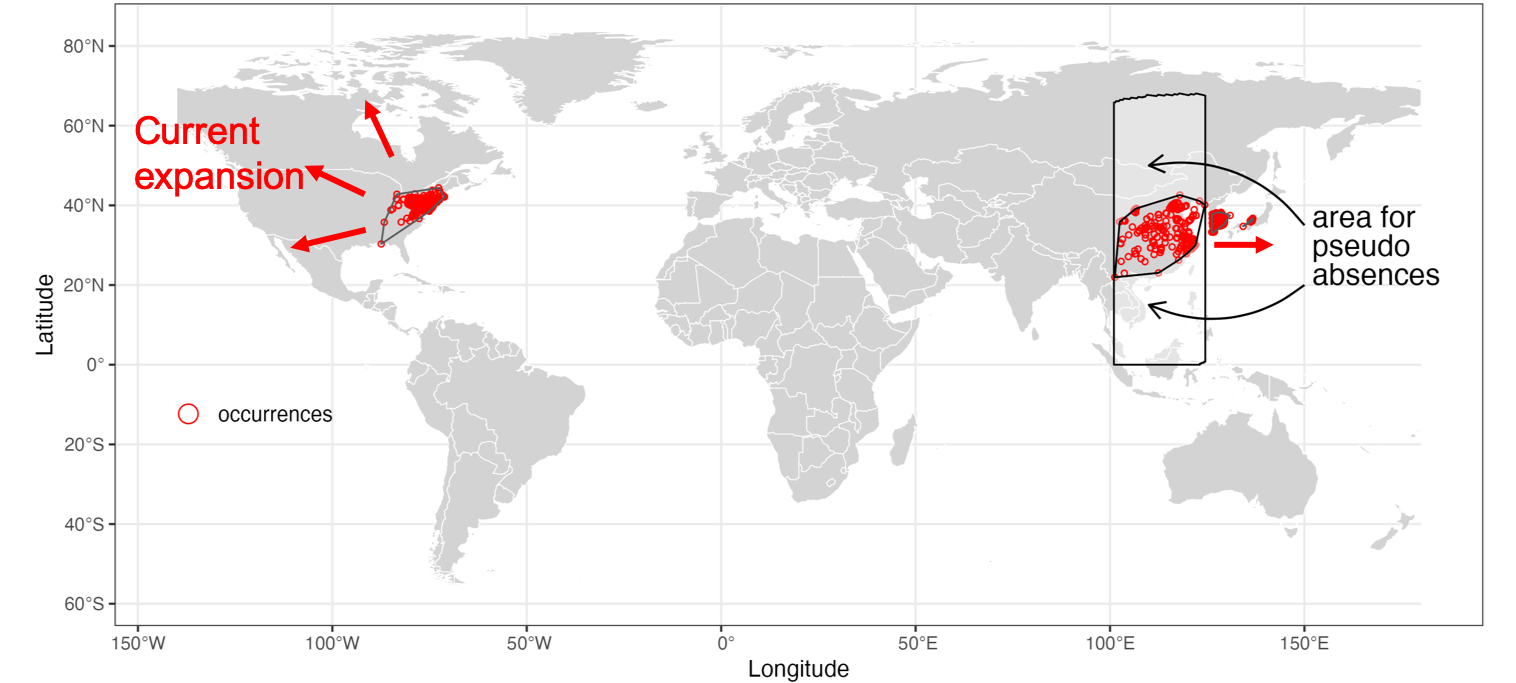 80°N
60°N
40°N
20°N
0°
20°S
40°S
60°S
Latitude
Current
expansion
area for
pseudo
absences
occurrences
150°W
100°W
50°W
0°
50°E
100°E
150°E
Longitude